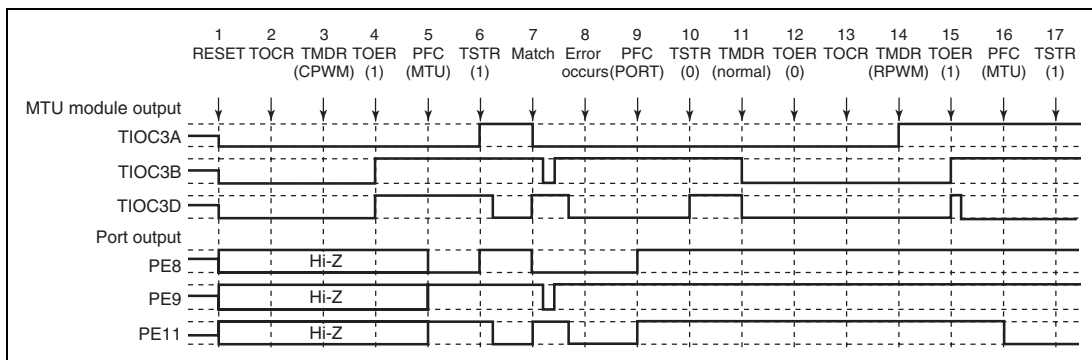 1 2 3 4 5 6 7 8 9 10 11 12 13 14 15 16 17
RESET TOCR TMDR TOER PFC TSTR Match Error PFC TSTR TMDR TOER TOCR TMDR TOER PFC TSTR
(CPWM) (1) (MTU) (1) occurs (PORT) (0) (normal) (0) (RPWM) (1) (MTU) (1)
MTU module output
TIOC3A
TIOC3B
TIOC3D
Port output
PE8 Hi-Z
PE9 Hi-Z
PE11 Hi-Z